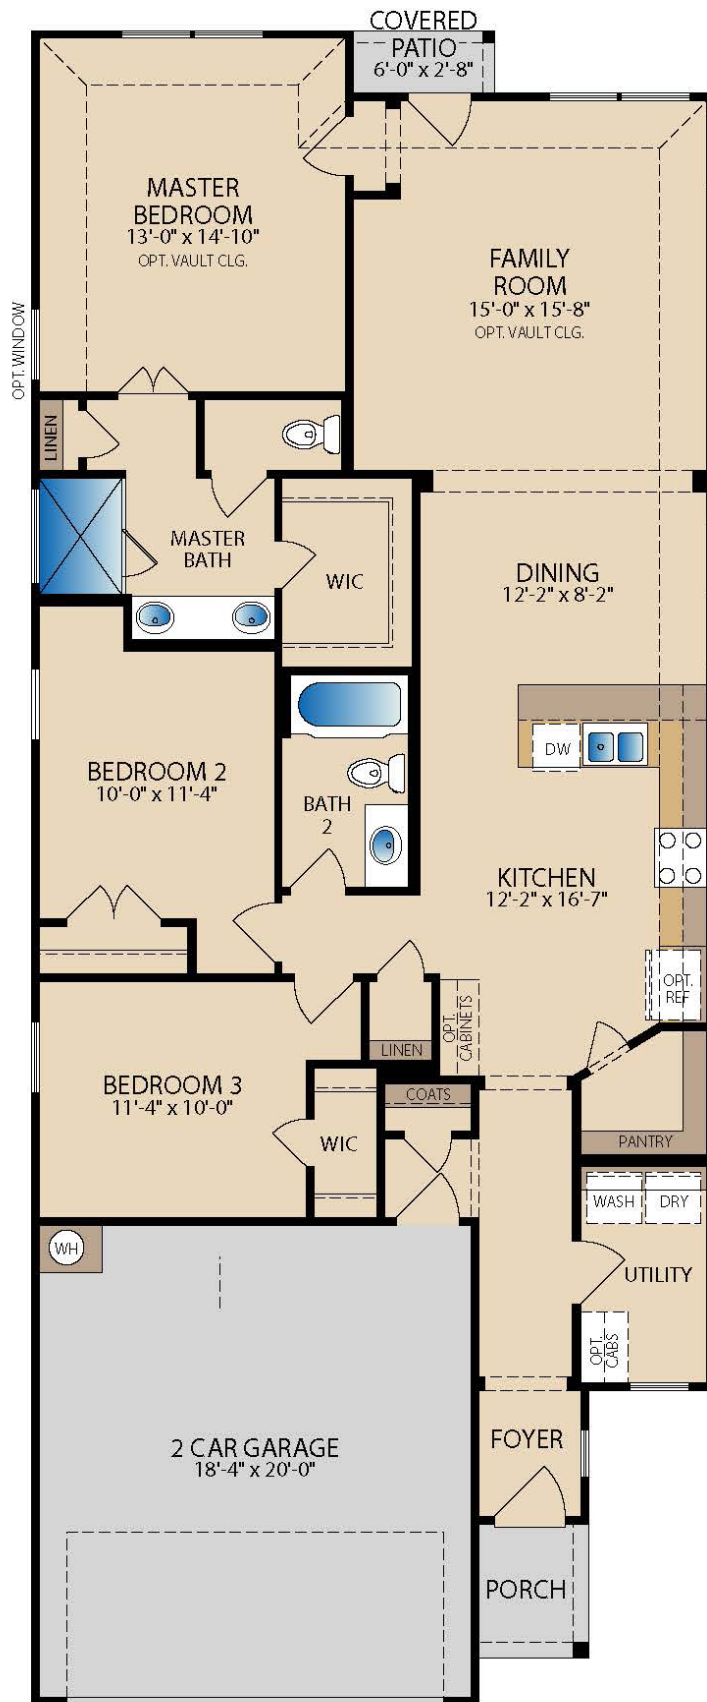 COVERED
PATIO
6'-0" x 2'-8"
MASTER
BEDROOM
13'-0" x 14'-10"
OPT. VAULT CLG.
FAMILY
ROOM
15'-0" x 15'-8"
OPT. VAULT CLG.
OPT. WINDOW
LINEN
MASTER
BATH
WIC
DINING
12'-2" x 8'-2"
BEDROOM 2
10'-0" x 11'-4"
BATH
2
DW
KITCHEN
12'-2" x 16'-7"
OPT.
REF
OPT.
CABINETS
LINEN
BEDROOM 3
11'-4" x 10'-0"
WIC
COATS
PANTRY
WASH
DRY
UTILITY
OPT.
CABS
WH
2 CAR GARAGE
18'-4" x 20'-0"
FOYER
PORCH